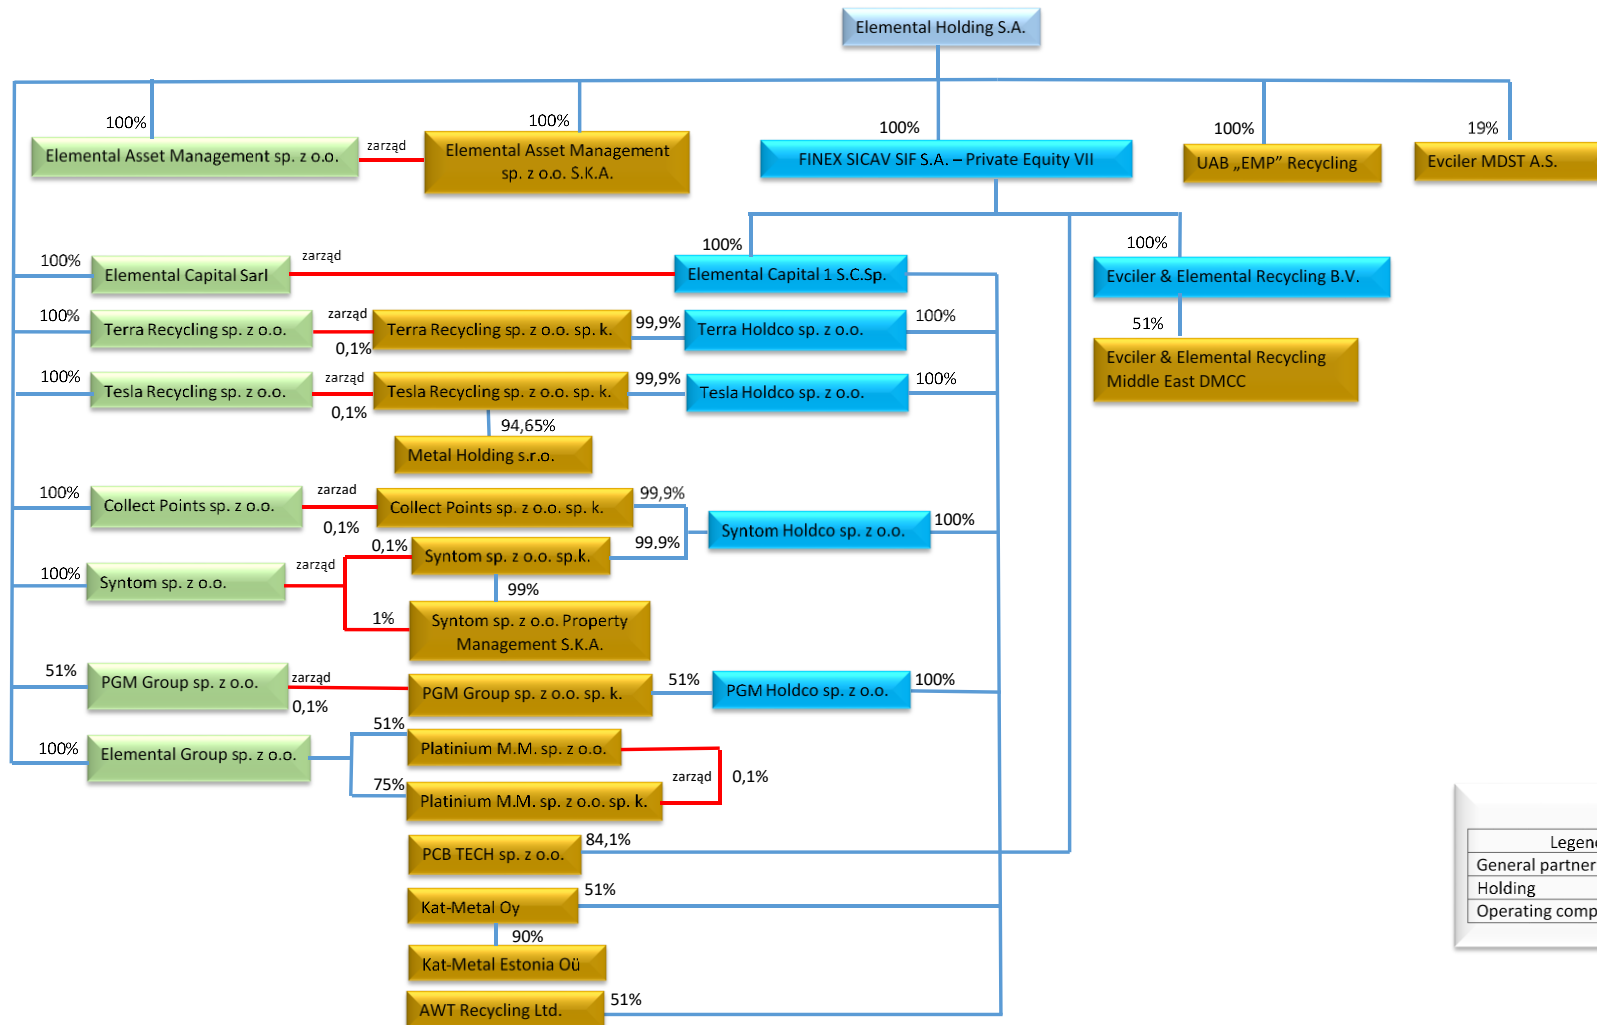 Elemental Holding S.A.
100%
100%
100%
100%
19%
Elemental Asset Management sp. z o.o.
zarząd
Elemental Asset Management
sp. z o.o. S.K.A.
FINEX SICAV SIF S.A. – Private Equity VII
UAB „EMP” Recycling
Evciler MDST A.S.
100%
Elemental Capital Sarl
zarząd
100%
Elemental Capital 1 S.C.Sp.
100%
Evciler & Elemental Recycling B.V.
51%
Evciler & Elemental Recycling
Middle East DMCC
100%
Terra Recycling sp. z o.o.
zarząd
0,1%
Terra Recycling sp. z o.o. sp. k.
99,9%
Terra Holdco sp. z o.o.
100%
100%
Tesla Recycling sp. z o.o.
zarząd
0,1%
Tesla Recycling sp. z o.o. sp. k.
99,9%
Tesla Holdco sp. z o.o.
100%
94,65%
Metal Holding s.r.o.
100%
Collect Points sp. z o.o.
zarzad
0,1%
Collect Points sp. z o.o. sp. k.
99,9%
Syntom Holdco sp. z o.o.
100%
100%
Syntom sp. z o.o.
zarząd
0,1%
Syntom sp. z o.o. sp.k.
99,9%
99%
1%
Syntom sp. z o.o. Property
Management S.K.A.
51%
PGM Group sp. z o.o.
zarząd
0,1%
PGM Group sp. z o.o. sp. k.
51%
PGM Holdco sp. z o.o.
100%
100%
Elemental Group sp. z o.o.
51%
Platinium M.M. sp. z o.o.
75%
Platinium M.M. sp. z o.o. sp. k.
zarząd
0,1%
PCB TECH sp. z o.o.
84,1%
Kat-Metal Oy
51%
90%
Kat-Metal Estonia Oü
AWT Recycling Ltd.
51%
General partner
Holding
Operating